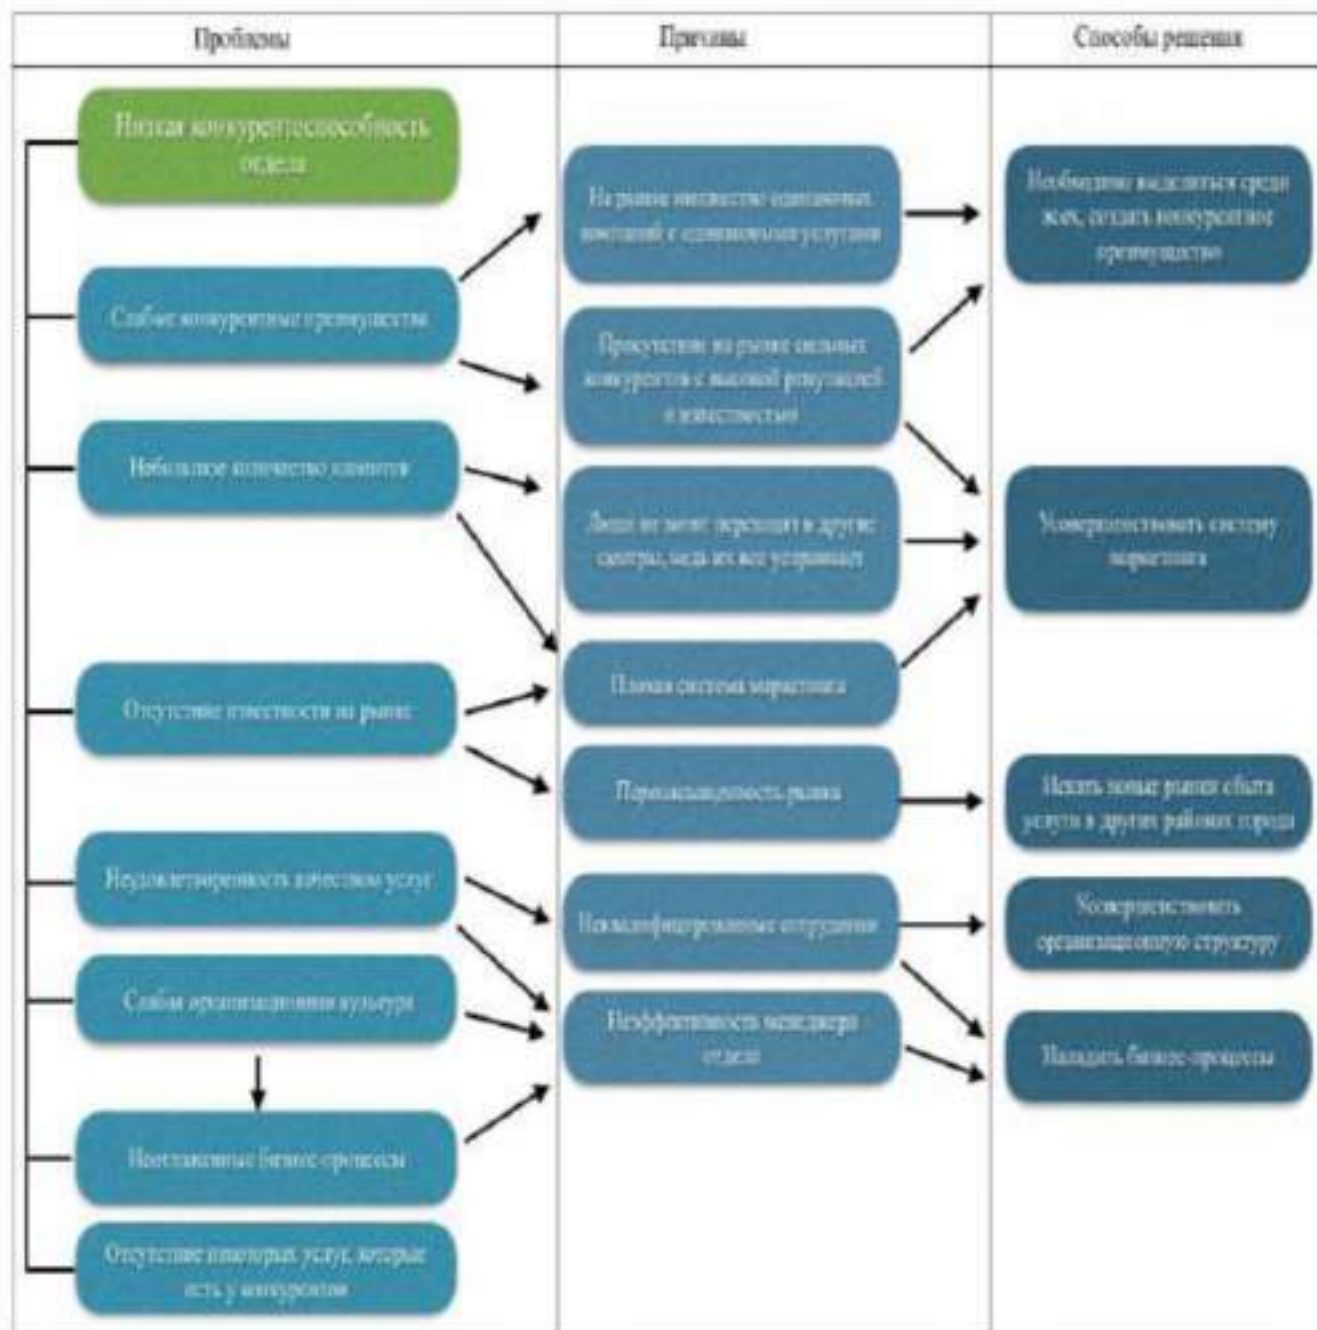 Проблемы
Причины
Способы решения
Низкая конкурентоспособность
отдела
Слабые конкурентные преимущества
Небольшое количество клиентов
Отсутствие известности на рынке
Неудовлетворенность качеством услуг
Слабая организационная культура
Неотлаженные бизнес-процессы
Отсутствие некоторых услуг, которые
есть у конкурентов
На рынке множество одинаковых
компаний с одинаковыми услугами
Присутствие на рынке сильных
конкурентов с высокой репутацией
и известностью
Люди не хотят переходить в другие
центры, ведь их все устраивает
Плохая система маркетинга
Перенасыщенность рынка
Неквалифицированные сотрудники
Неэффективность менеджера
отдела
Необходимо выделиться среди
всех, создать конкурентное
преимущество
Усовершенствовать систему
маркетинга
Искать новые рынки сбыта
услуги в других районах города
Усовершенствовать
организационную структуру
Наладить бизнес-процессы